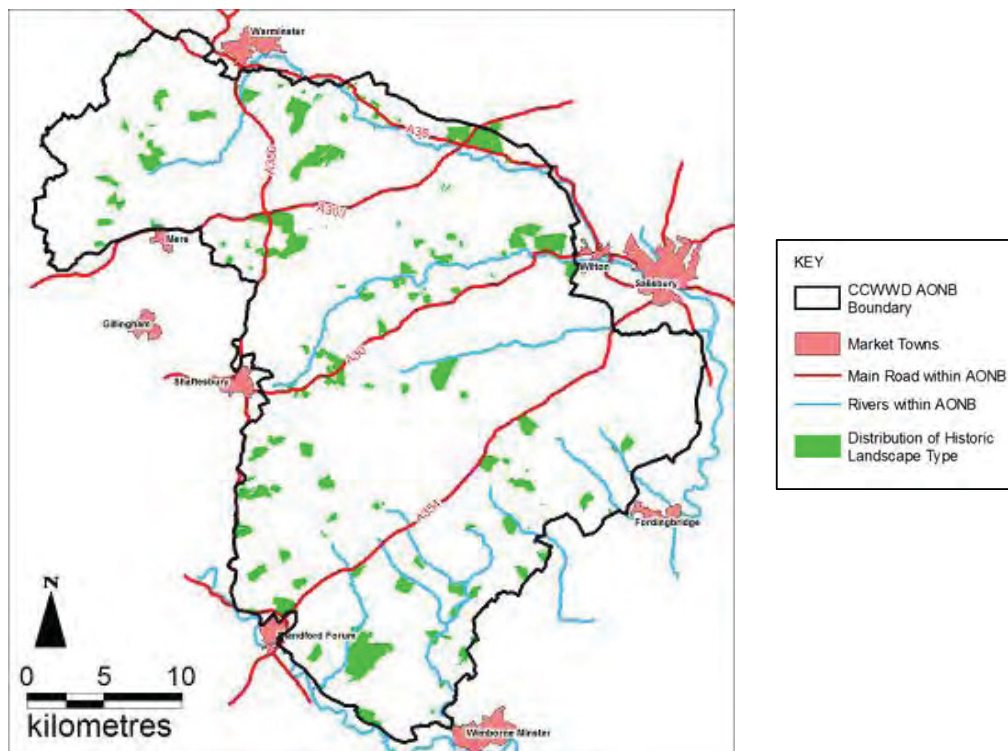 Warminster
A36
A350
A303
Mere
Wilton
Salisbury
Gillingham
A30
Shaftesbury
A354
Fordingbridge
Blandford Forum
Wimborne Minster
N
0 5 10
kilometres
KEY
CCWWD AONB
Boundary
Market Towns
Main Road within AONB
Rivers within AONB
Distribution of Historic
Landscape Type